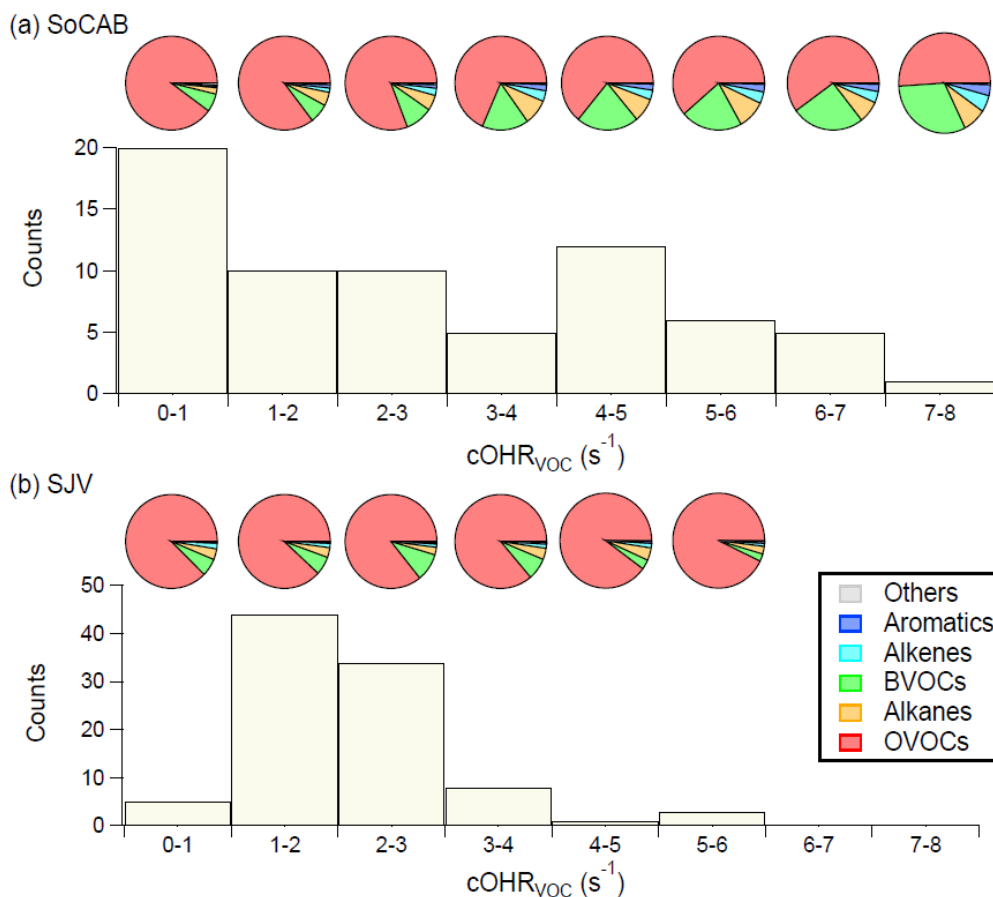 (a) SoCAB
20
15
10
5
0
Counts
0-1 1-2 2-3 3-4 4-5 5-6 6-7 7-8
cOHR_VOC (s^-1)
(b) SJV
50
40
30
20
10
0
Counts
0-1 1-2 2-3 3-4 4-5 5-6 6-7 7-8
cOHR_VOC (s^-1)
Others
Aromatics
Alkenes
BVOCs
Alkanes
OVOCs